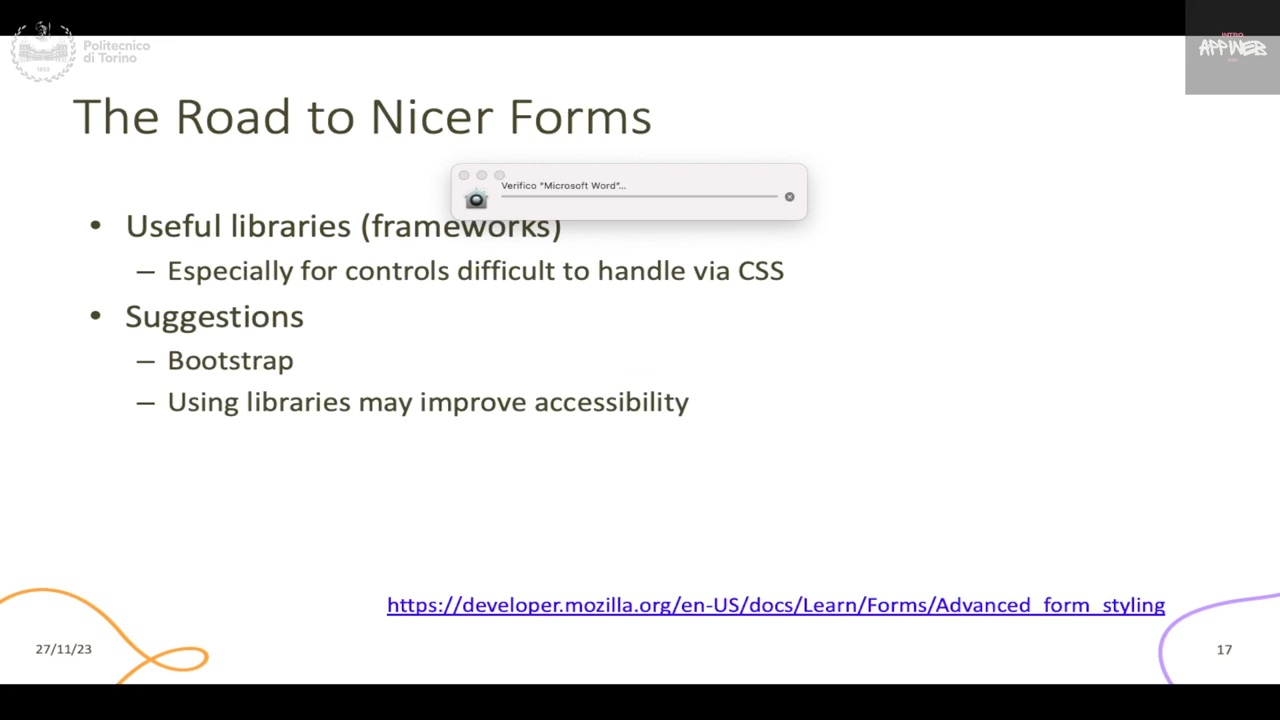 Politecnico
di Torino
1859
INTRO
APPWEB
The Road to Nicer Forms
Verifico "Microsoft Word"...
• Useful libraries (frameworks)
– Especially for controls difficult to handle via CSS
• Suggestions
– Bootstrap
– Using libraries may improve accessibility
https://developer.mozilla.org/en-US/docs/Learn/Forms/Advanced_form_styling
27/11/23
17